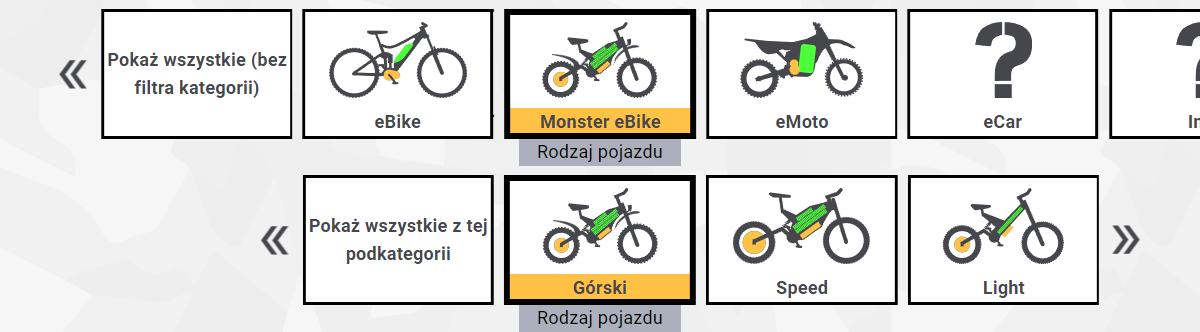 «
Pokaż wszystkie (bez
filtra kategorii)
eBike
Monster eBike
eMoto
?
eCar
?
In
Rodzaj pojazdu
«
Pokaż wszystkie z tej
podkategorii
Górski
Speed
Light
»
Rodzaj pojazdu